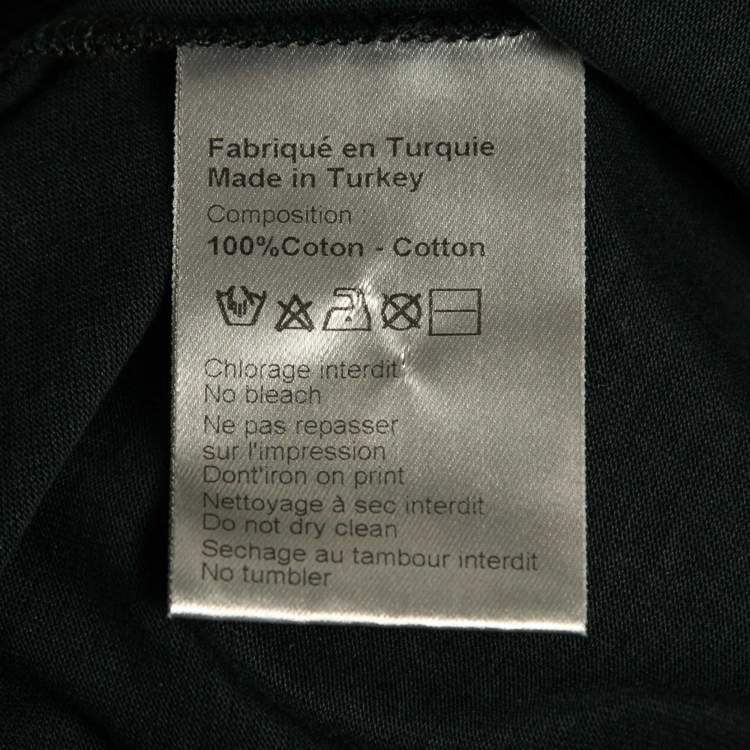 Fabriqué en Turquie
Made in Turkey
Composition :
100%Coton - Cotton
Chlorage interdit
No bleach
Ne pas repasser
sur l'impression
Dont'iron on print
Nettoyage à sec interdit
Do not dry clean
Sechage au tambour interdit
No tumbler